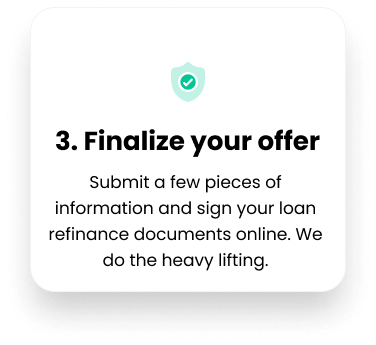 3. Finalize your offer
Submit a few pieces of
information and sign your loan
refinance documents online. We
do the heavy lifting.